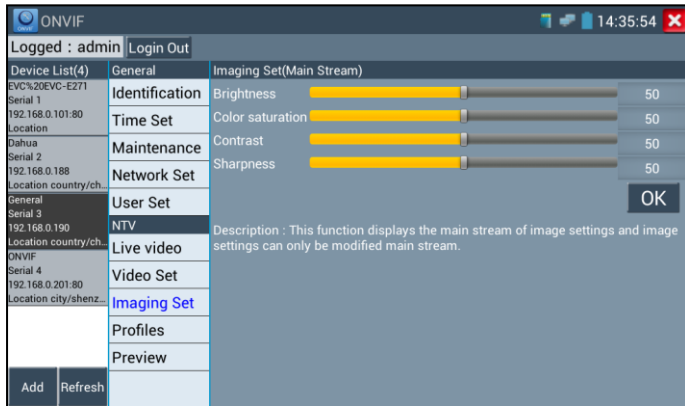 ONVIF
14:35:54
Logged : admin
Login Out
Device List(4)
EVC%20EVC-E271
Serial 1
192.168.0.101:80
Location
Dahua
Serial 2
192.168.0.188
Location country/ch...
General
Serial 3
192.168.0.190
Location country/ch...
ONVIF
Serial 4
192.168.0.201:80
Location city/shenz...
Add
Refresh
General
Identification
Time Set
Maintenance
Network Set
User Set
NTV
Live video
Video Set
Imaging Set
Profiles
Preview
Imaging Set(Main Stream)
Brightness 50
Color saturation 50
Contrast 50
Sharpness 50
OK
Description : This function displays the main stream of image settings and image
settings can only be modified main stream.